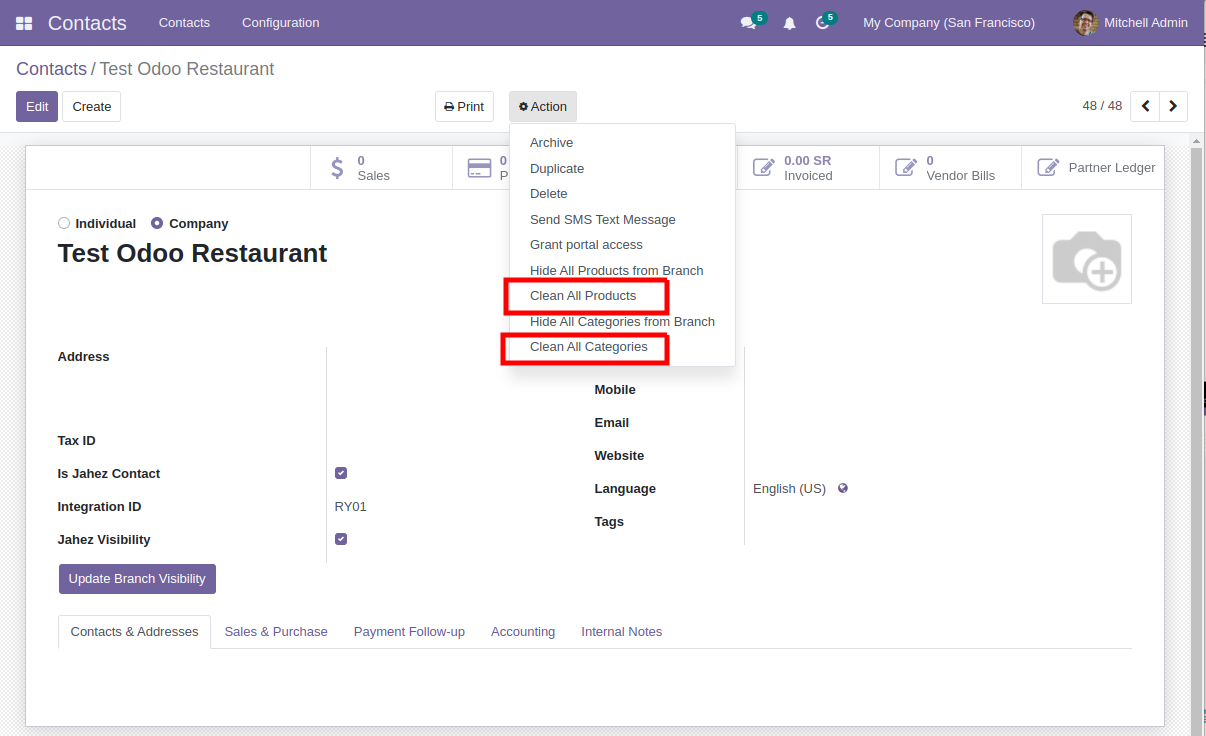 Contacts Contacts Configuration 5 5 My Company (San Francisco) Mitchell Admin
Contacts / Test Odoo Restaurant
Edit Create Print Action 48 / 48
Archive
Duplicate
Delete
Send SMS Text Message
Grant portal access
Hide All Products from Branch
Clean All Products
Hide All Categories from Branch
Clean All Categories
0
Sales
0
P
0.00 SR
Invoiced
0
Vendor Bills
Partner Ledger
Individual Company
Test Odoo Restaurant
Address
Tax ID
Is Jahez Contact
Integration ID RY01
Jahez Visibility
Update Branch Visibility
Mobile
Email
Website
Language English (US)
Tags
Contacts & Addresses Sales & Purchase Payment Follow-up Accounting Internal Notes